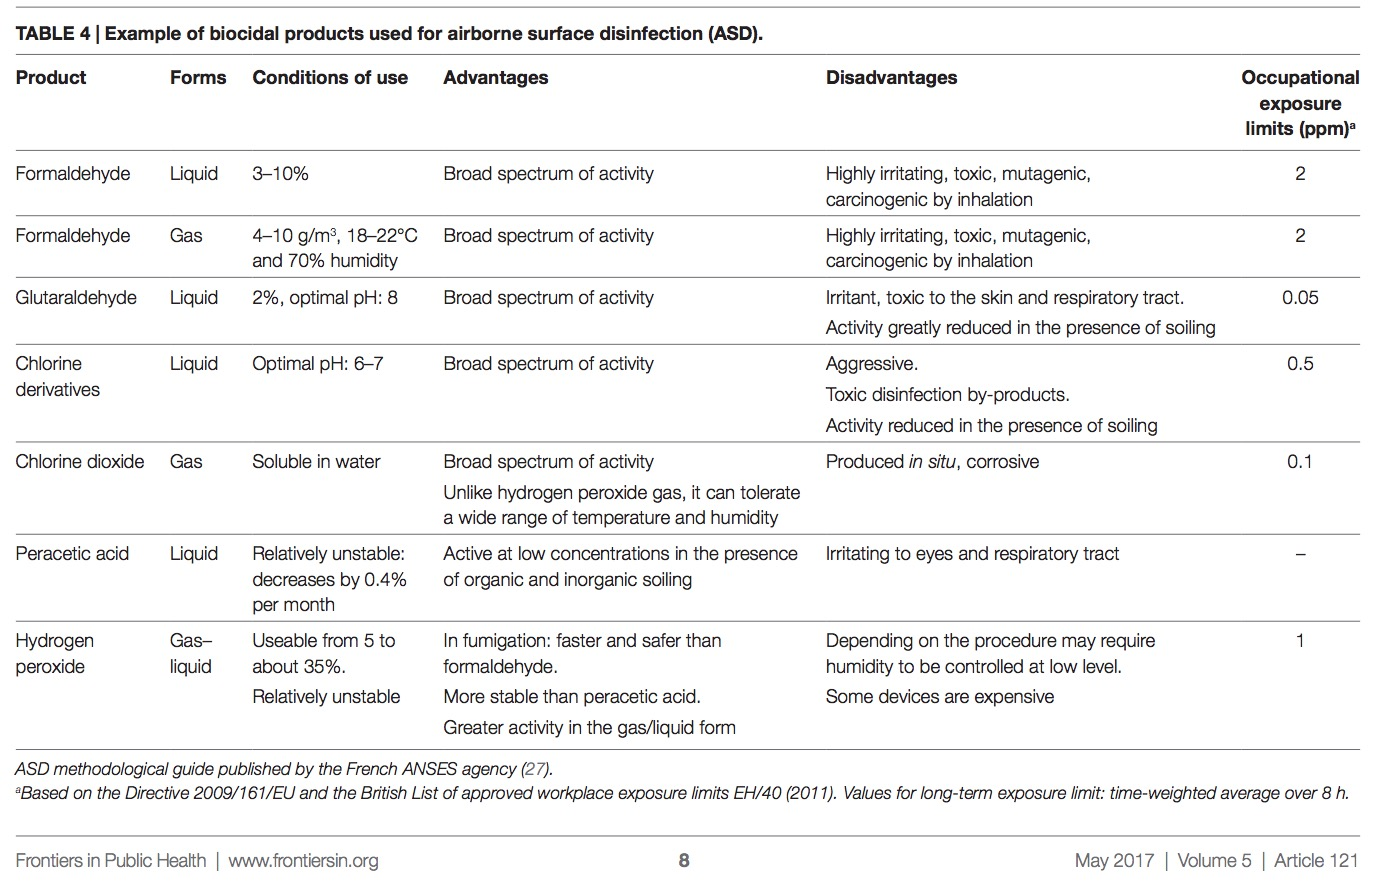 TABLE 4 | Example of biocidal products used for airborne surface disinfection (ASD).
Product Forms Conditions of use Advantages Disadvantages Occupational
exposure
limits (ppm)ᵃ
Formaldehyde Liquid 3–10% Broad spectrum of activity Highly irritating, toxic, mutagenic, 2
carcinogenic by inhalation
Formaldehyde Gas 4–10 g/m³, 18–22°C Broad spectrum of activity Highly irritating, toxic, mutagenic, 2
and 70% humidity carcinogenic by inhalation
Glutaraldehyde Liquid 2%, optimal pH: 8 Broad spectrum of activity Irritant, toxic to the skin and respiratory tract. 0.05
Activity greatly reduced in the presence of soiling
Chlorine Liquid Optimal pH: 6–7 Broad spectrum of activity Aggressive. 0.5
derivatives
Toxic disinfection by-products.
Activity reduced in the presence of soiling
Chlorine dioxide Gas Soluble in water Broad spectrum of activity Produced in situ, corrosive 0.1
Unlike hydrogen peroxide gas, it can tolerate
a wide range of temperature and humidity
Peracetic acid Liquid Relatively unstable: Active at low concentrations in the presence Irritating to eyes and respiratory tract –
decreases by 0.4% of organic and inorganic soiling
per month
Hydrogen Gas– Useable from 5 to In fumigation: faster and safer than Depending on the procedure may require 1
peroxide liquid about 35%. formaldehyde. humidity to be controlled at low level.
Relatively unstable More stable than peracetic acid. Some devices are expensive
Greater activity in the gas/liquid form
ASD methodological guide published by the French ANSES agency (27).
ᵃBased on the Directive 2009/161/EU and the British List of approved workplace exposure limits EH/40 (2011). Values for long-term exposure limit: time-weighted average over 8 h.
Frontiers in Public Health | www.frontiersin.org 8 May 2017 | Volume 5 | Article 121